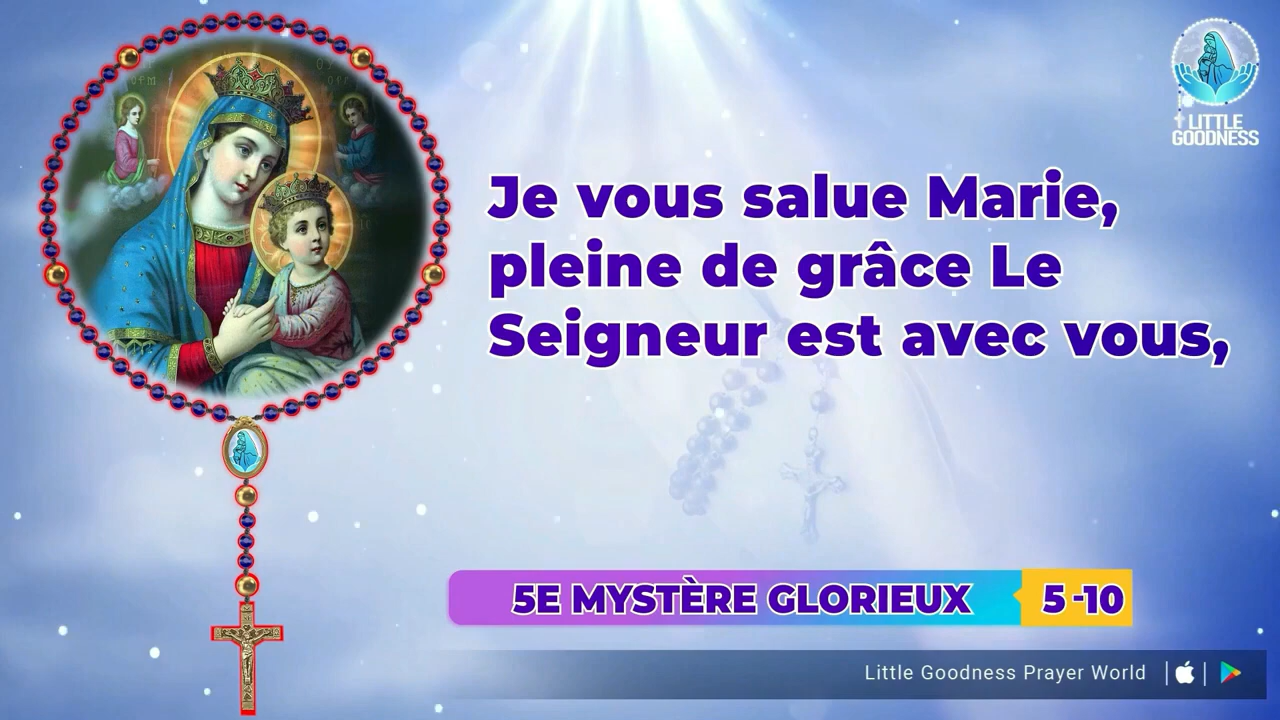 LITTLE
GOODNESS
Je vous salue Marie,
pleine de grâce Le
Seigneur est avec vous,
5E MYSTÈRE GLORIEUX
5 -10
Little Goodness Prayer World